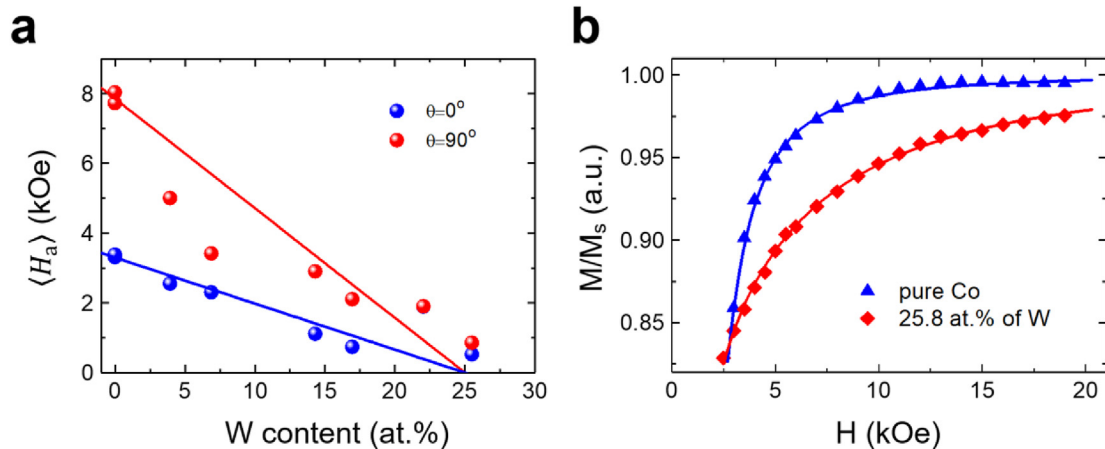 a
8
6
4
2
0
⟨Hₐ⟩ (kOe)
θ=0°
θ=90°
0 5 10 15 20 25 30
W content (at.%)
b
1.00
0.95
0.90
0.85
M/Mₛ (a.u.)
pure Co
25.8 at.% of W
0 5 10 15 20
H (kOe)